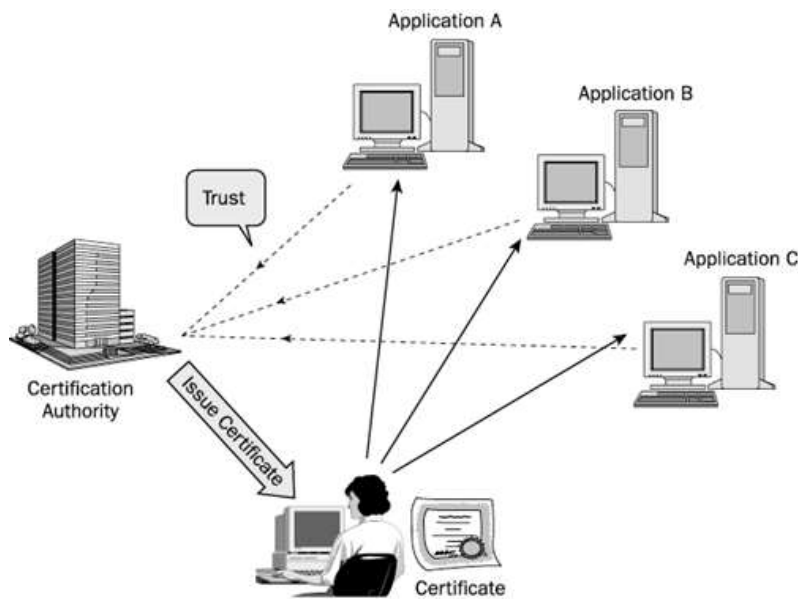 Application A
Application B
Trust
Application C
Certification
Authority
Issue Certificate
Certificate